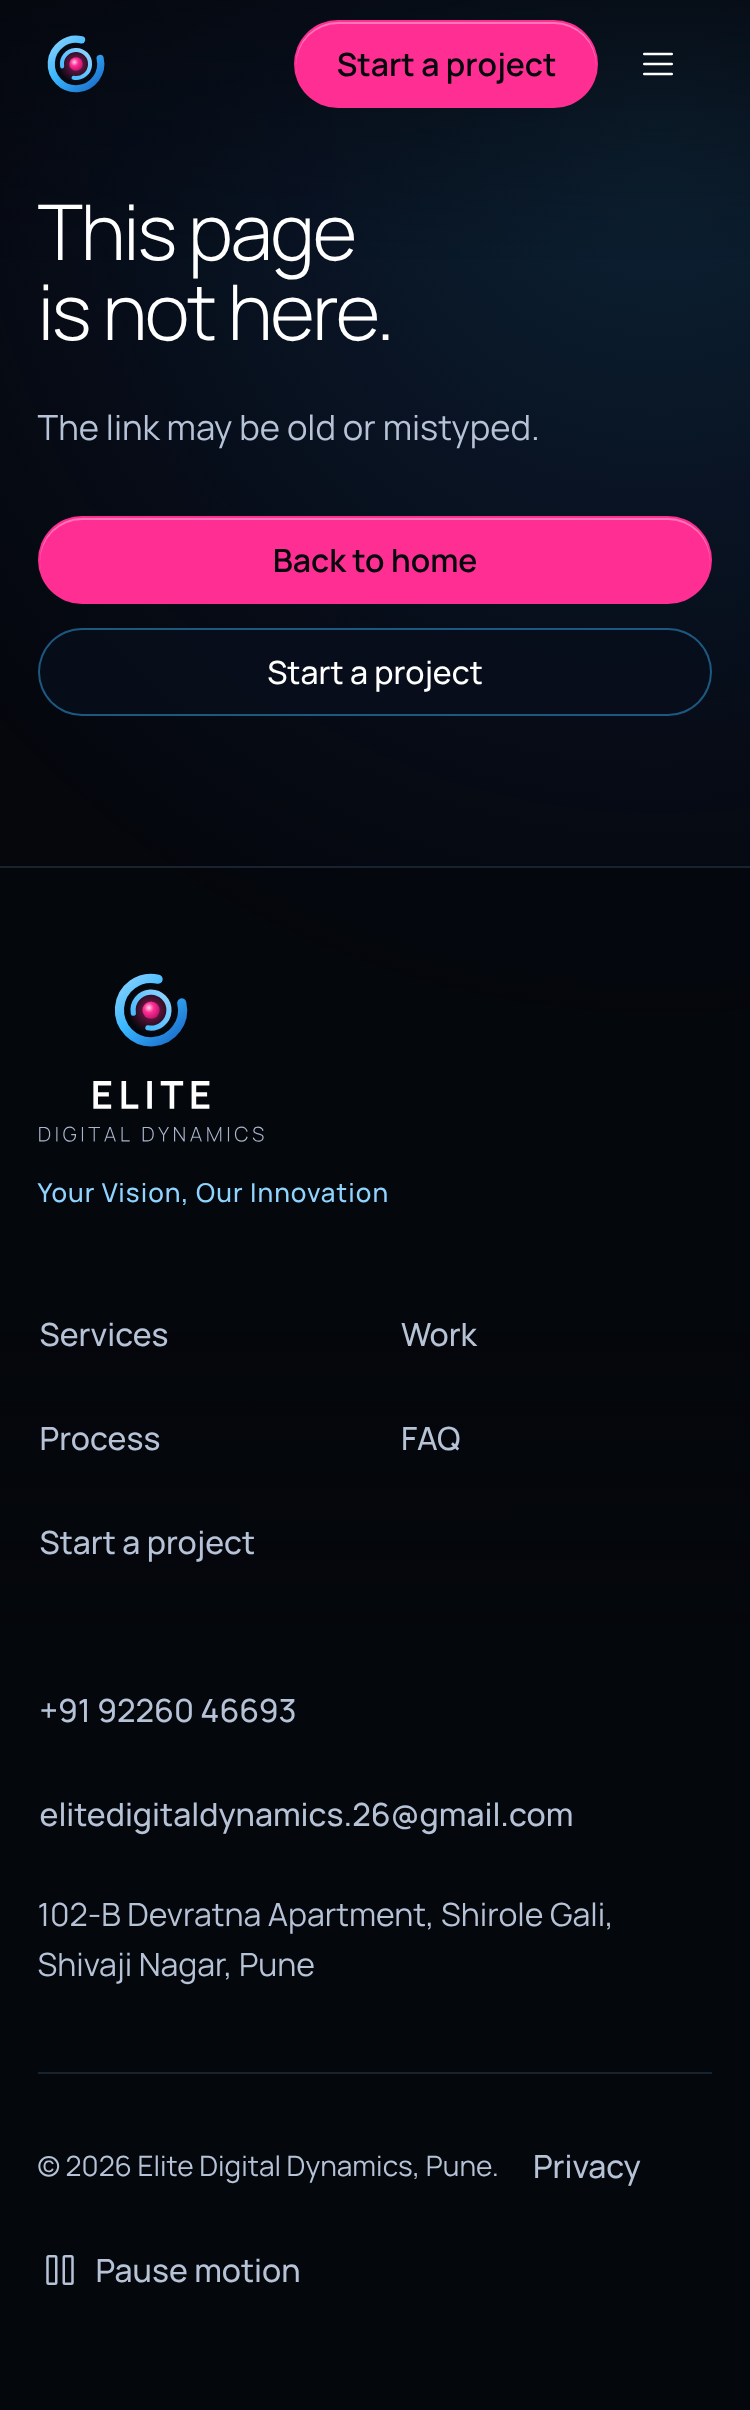 Start a project
This page
is not here.
The link may be old or mistyped.
Back to home
Start a project
ELITE
DIGITAL DYNAMICS
Your Vision, Our Innovation
Services
Work
Process
FAQ
Start a project
+91 92260 46693
elitedigitaldynamics.26@gmail.com
102-B Devratna Apartment, Shirole Gali,
Shivaji Nagar, Pune
© 2026 Elite Digital Dynamics, Pune.
Privacy
Pause motion